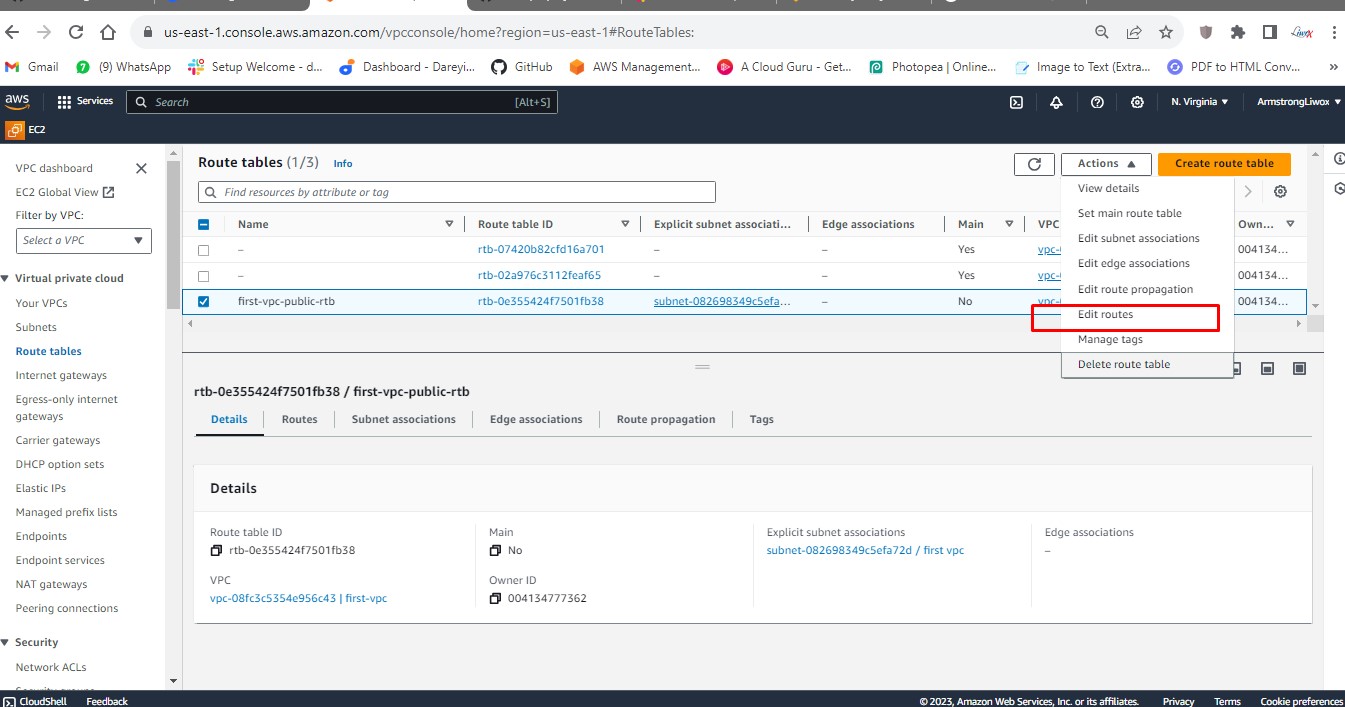 us-east-1.console.aws.amazon.com/vpcconsole/home?region=us-east-1#RouteTables:
Gmail (9) WhatsApp Setup Welcome - d... Dashboard - Dareyi... GitHub AWS Management... A Cloud Guru - Get... Photopea | Online... Image to Text (Extra... PDF to HTML Conv... »
aws Services Search [Alt+S] N. Virginia ArmstrongLiwox
EC2
VPC dashboard
EC2 Global View
Filter by VPC:
Select a VPC
Virtual private cloud
Your VPCs
Subnets
Route tables
Internet gateways
Egress-only internet
gateways
Carrier gateways
DHCP option sets
Elastic IPs
Managed prefix lists
Endpoints
Endpoint services
NAT gateways
Peering connections
Security
Network ACLs
Route tables (1/3) Info Actions Create route table
Find resources by attribute or tag
Name Route table ID Explicit subnet associati... Edge associations Main VPC Own...
– rtb-07420b82cfd16a701 – – Yes vpc- 004134...
– rtb-02a976c3112feaf65 – – Yes vpc- 004134...
first-vpc-public-rtb rtb-0e355424f7501fb38 subnet-082698349c5efa... – No vpc- 004134...
View details
Set main route table
Edit subnet associations
Edit edge associations
Edit route propagation
Edit routes
Manage tags
Delete route table
rtb-0e355424f7501fb38 / first-vpc-public-rtb
Details Routes Subnet associations Edge associations Route propagation Tags
Details
Route table ID Main Explicit subnet associations Edge associations
rtb-0e355424f7501fb38 No subnet-082698349c5efa72d / first vpc –
VPC Owner ID
vpc-08fc3c5354e956c43 | first-vpc 004134777362
CloudShell Feedback © 2023, Amazon Web Services, Inc. or its affiliates. Privacy Terms Cookie preferences